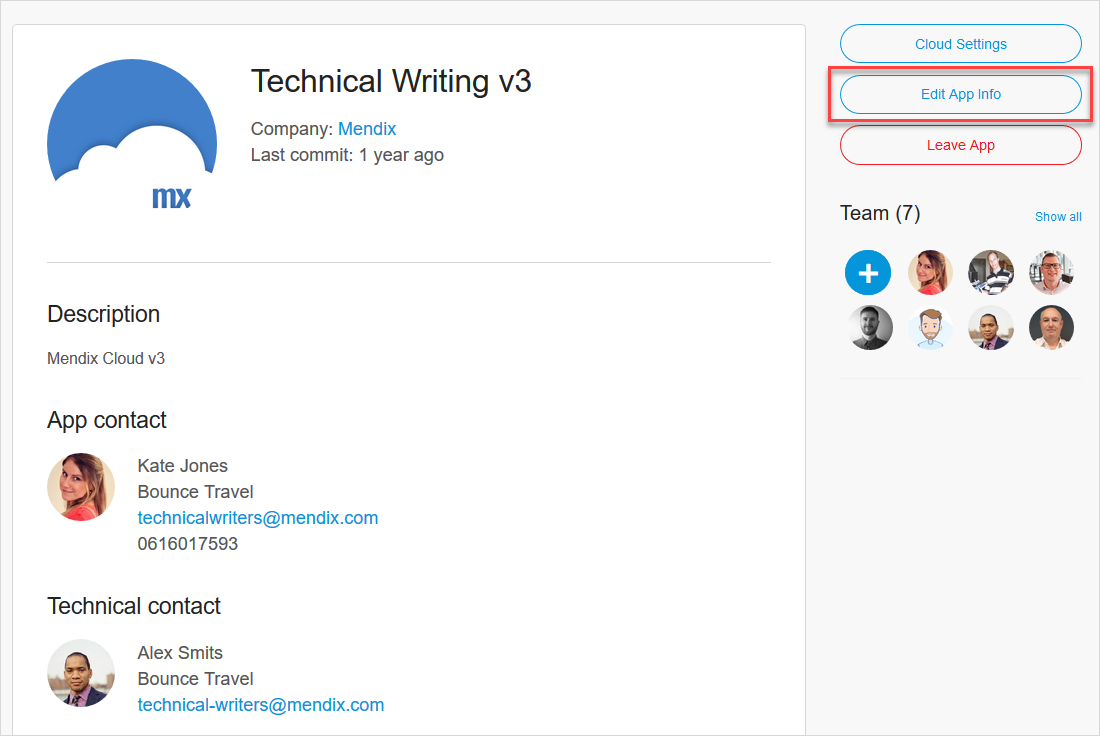 mx
Technical Writing v3
Company: Mendix
Last commit: 1 year ago
Description
Mendix Cloud v3
App contact
Kate Jones
Bounce Travel
technicalwriters@mendix.com
0616017593
Technical contact
Alex Smits
Bounce Travel
technical-writers@mendix.com
Cloud Settings
Edit App Info
Leave App
Team (7)
Show all